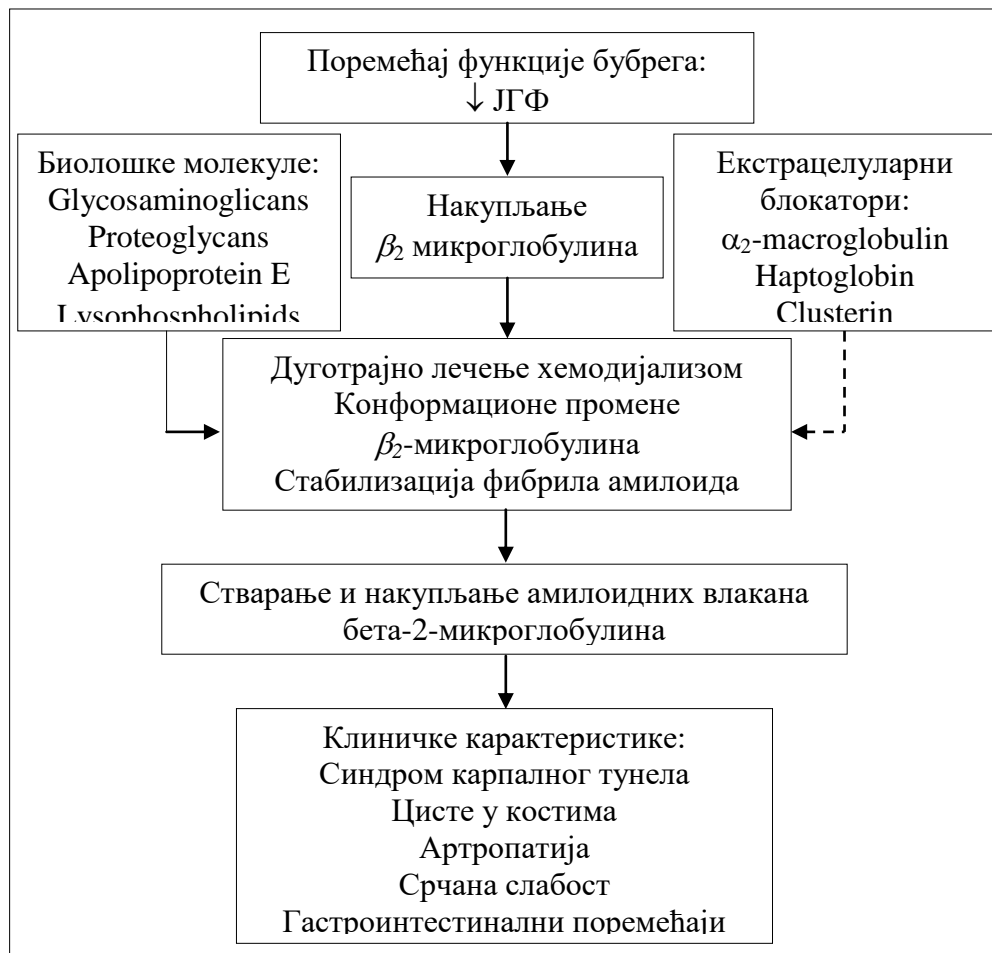 Поремећај функције бубрега:
↓ ЈГФ
Биолошке молекуле:
Glycosaminoglicans
Proteoglycans
Apolipoprotein E
Lysophospholipids
Накупљање
β2 микроглобулина
Екстрацелуларни
блокатори:
α2-macroglobulin
Haptoglobin
Clusterin
Дуготрајно лечење хемодијализом
Конформационе промене
β2-микроглобулина
Стабилизација фибрила амилоида
Стварање и накупљање амилоидних влакана
бета-2-микроглобулина
Клиничке карактеристике:
Синдром карпалног тунела
Цисте у костима
Артропатија
Срчана слабост
Гастроинтестинални поремећаји